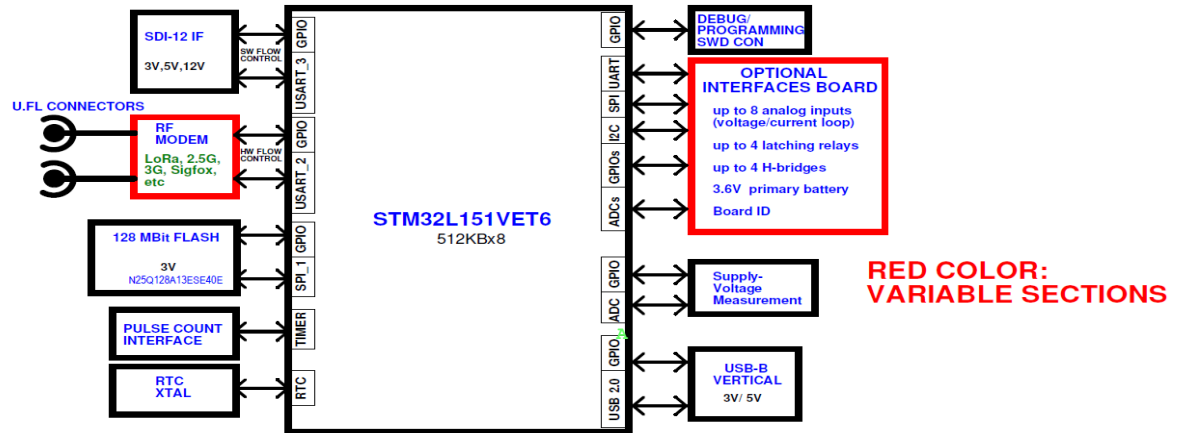 SDI-12 IF
3V,5V,12V
GPIO
SW FLOW
CONTROL
USART_3
U.FL CONNECTORS
RF
MODEM
LoRa, 2.5G,
3G, Sigfox,
etc
GPIO
HW FLOW
CONTROL
USART_2
128 MBit FLASH
3V
N25Q128A13ESE40E
GPIO
SPI_1
PULSE COUNT
INTERFACE
TIMER
RTC
XTAL
RTC
STM32L151VET6
512KBx8
GPIO
DEBUG/
PROGRAMMING
SWD CON
UART
SPI
I2C
GPIOs
ADCs
OPTIONAL
INTERFACES BOARD
up to 8 analog inputs
(voltage/current loop)
up to 4 latching relays
up to 4 H-bridges
3.6V primary battery
Board ID
GPIO
ADC
Supply-
Voltage
Measurement
A
GPIO
USB 2.0
USB-B
VERTICAL
3V/ 5V
RED COLOR:
VARIABLE SECTIONS